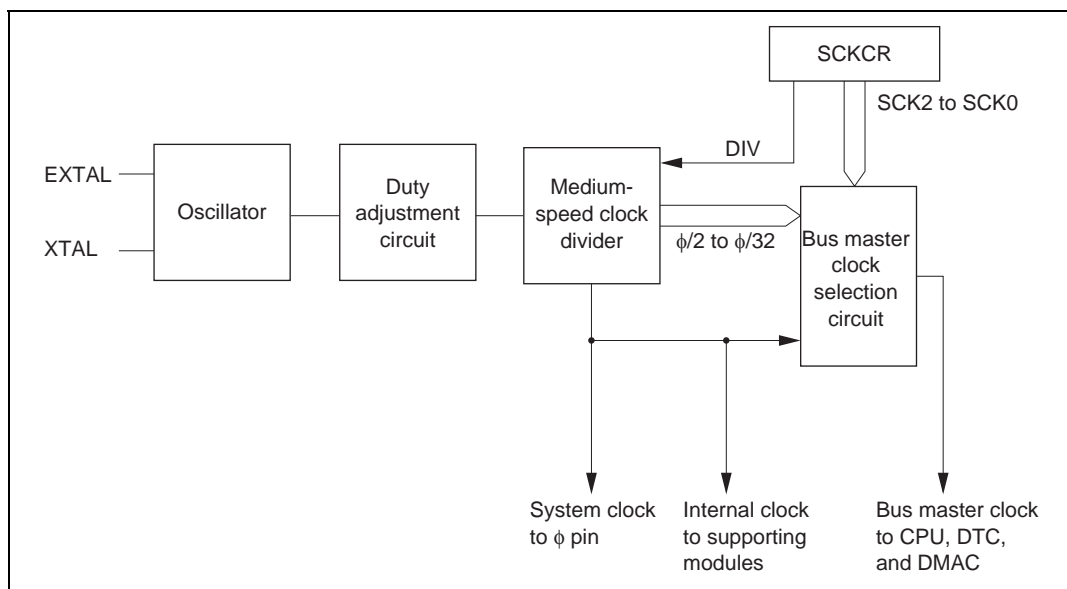 SCKCR
SCK2 to SCK0
DIV
EXTAL
XTAL
Oscillator
Duty
adjustment
circuit
Medium-
speed clock
divider
ϕ/2 to ϕ/32
Bus master
clock
selection
circuit
System clock
to ϕ pin
Internal clock
to supporting
modules
Bus master clock
to CPU, DTC,
and DMAC